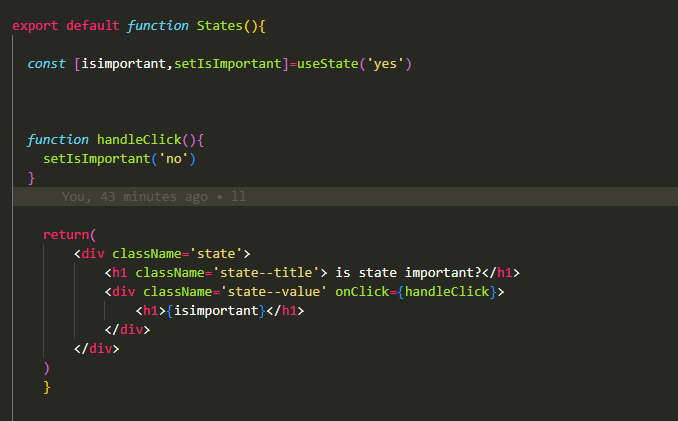 export default function States(){
const [isimportant,setIsImportant]=useState('yes')
function handleClick(){
setIsImportant('no')
}
You, 43 minutes ago • ll
return(
<div className='state'>
<h1 className='state--title'> is state important?</h1>
<div className='state--value' onClick={handleClick}>
<h1>{isimportant}</h1>
</div>
</div>
)
}